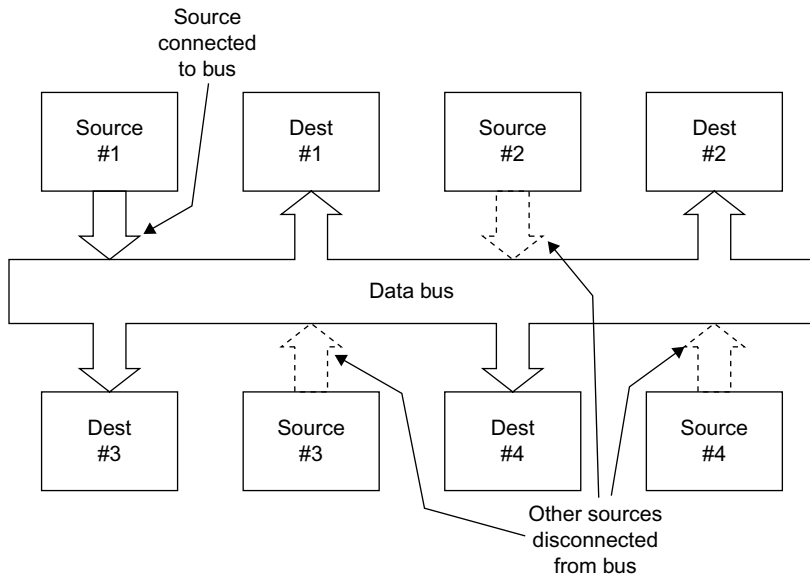 Source
connected
to bus
Source
#1
Dest
#1
Source
#2
Dest
#2
Data bus
Dest
#3
Source
#3
Dest
#4
Source
#4
Other sources
disconnected
from bus